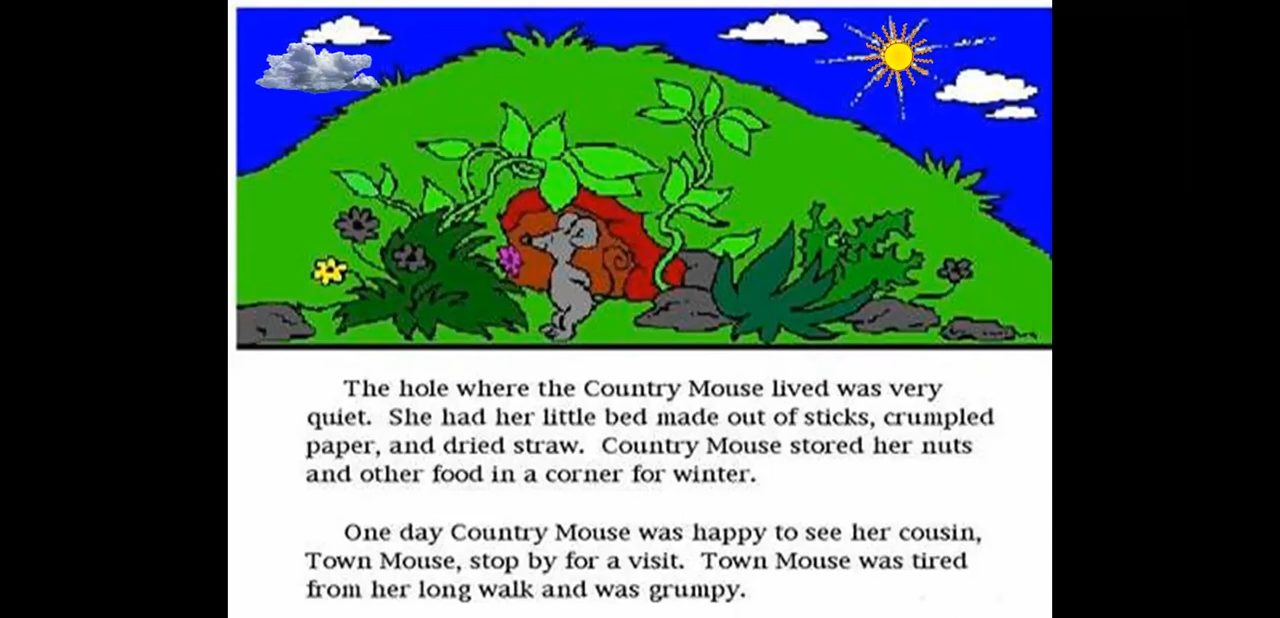 The hole where the Country Mouse lived was very
quiet. She had her little bed made out of sticks, crumpled
paper, and dried straw. Country Mouse stored her nuts
and other food in a corner for winter.
One day Country Mouse was happy to see her cousin,
Town Mouse, stop by for a visit. Town Mouse was tired
from her long walk and was grumpy.